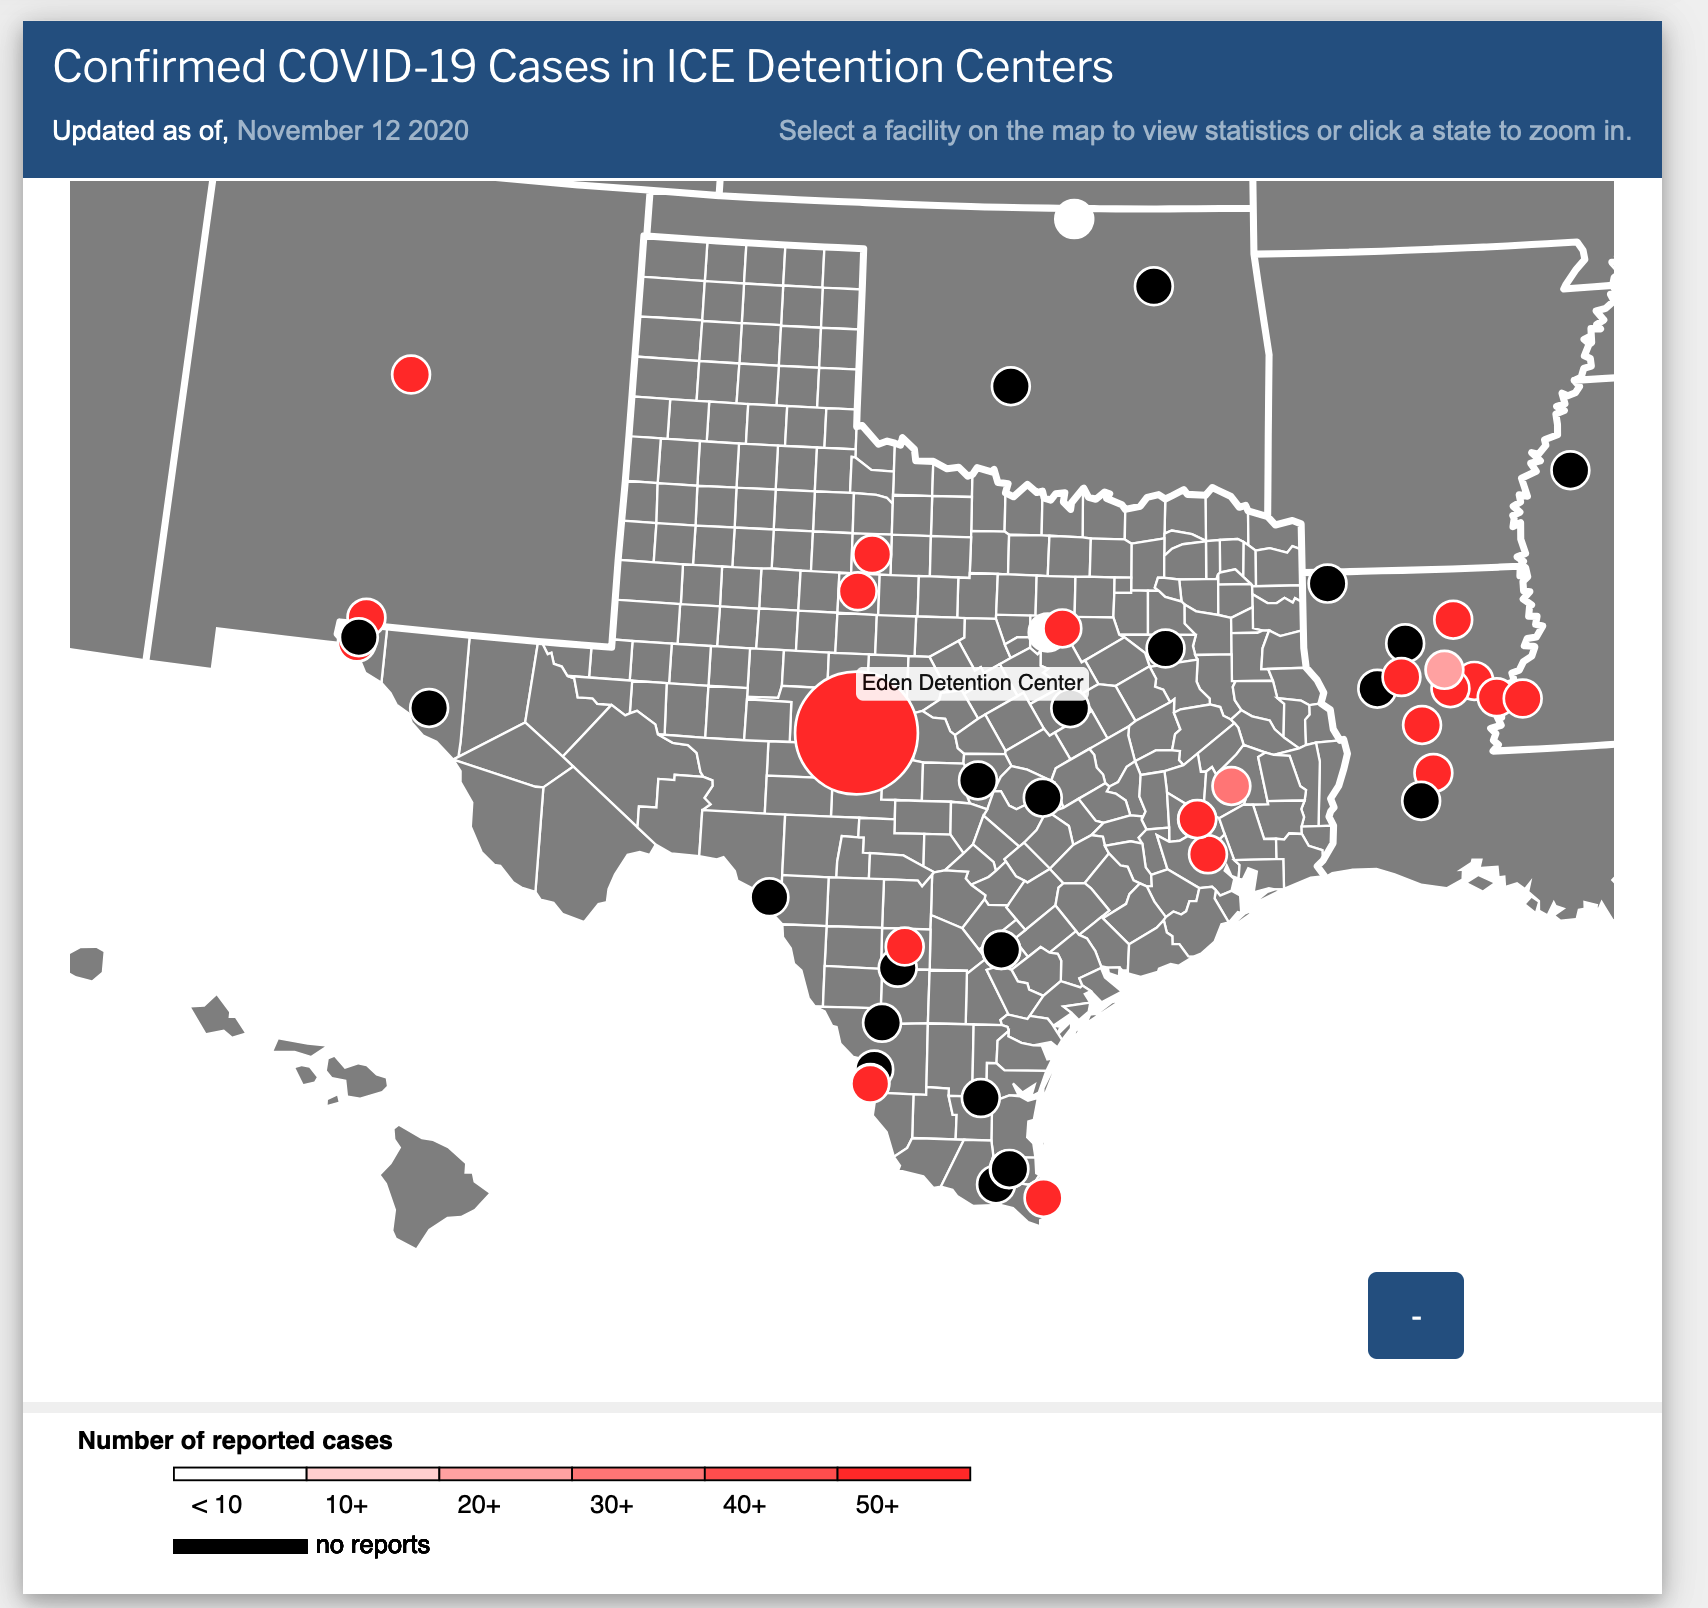 Confirmed COVID-19 Cases in ICE Detention Centers
Updated as of, November 12 2020
Select a facility on the map to view statistics or click a state to zoom in.
Eden Detention Center
-
Number of reported cases
< 10 10+ 20+ 30+ 40+ 50+
no reports